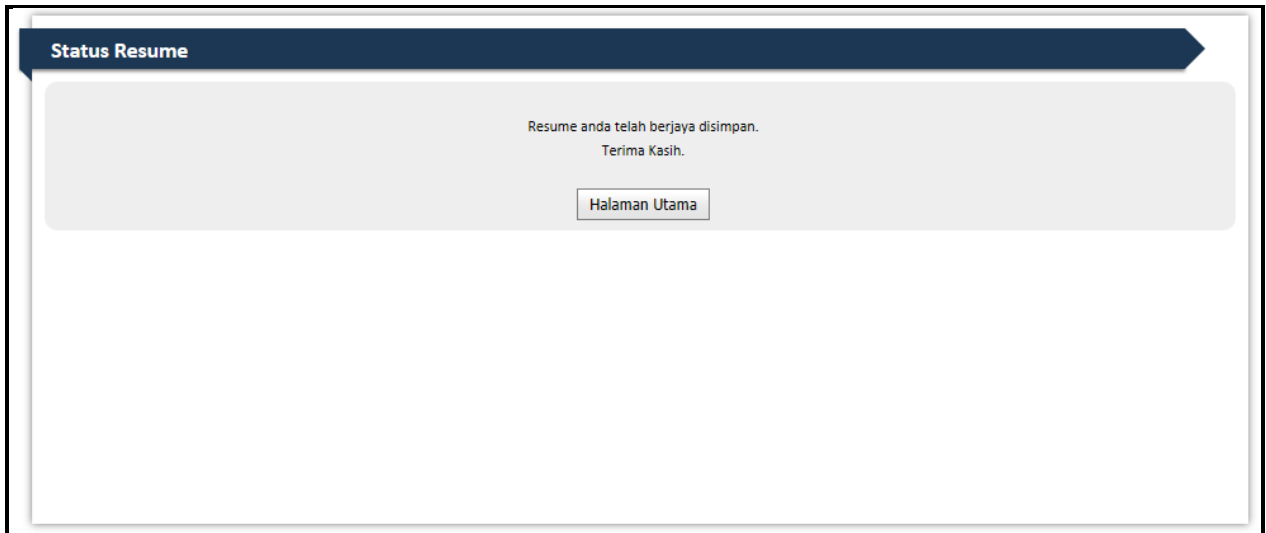 Status Resume
Resume anda telah berjaya disimpan.
Terima Kasih.
Halaman Utama